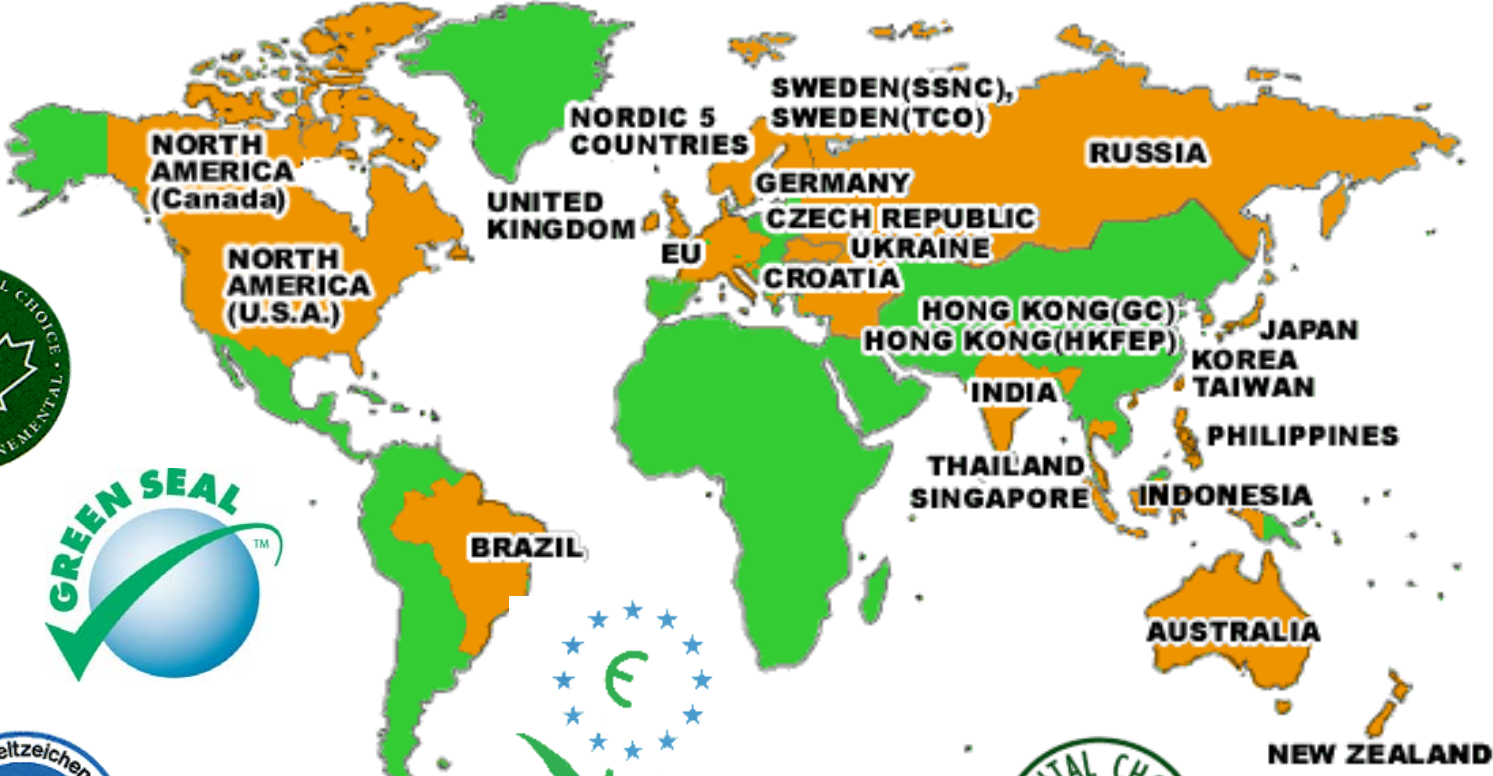 SWEDEN(SSNC),
SWEDEN(TCO)
NORDIC 5
COUNTRIES
RUSSIA
NORTH
AMERICA
(Canada)
GERMANY
UNITED
KINGDOM
CZECH REPUBLIC
EU
UKRAINE
CROATIA
NORTH
AMERICA
(U.S.A.)
HONG KONG(GC)
HONG KONG(HKFEP)
JAPAN
KOREA
TAIWAN
INDIA
PHILIPPINES
THAILAND
SINGAPORE
INDONESIA
BRAZIL
AUSTRALIA
NEW ZEALAND
CHOICE •
GREEN SEAL
TM
€